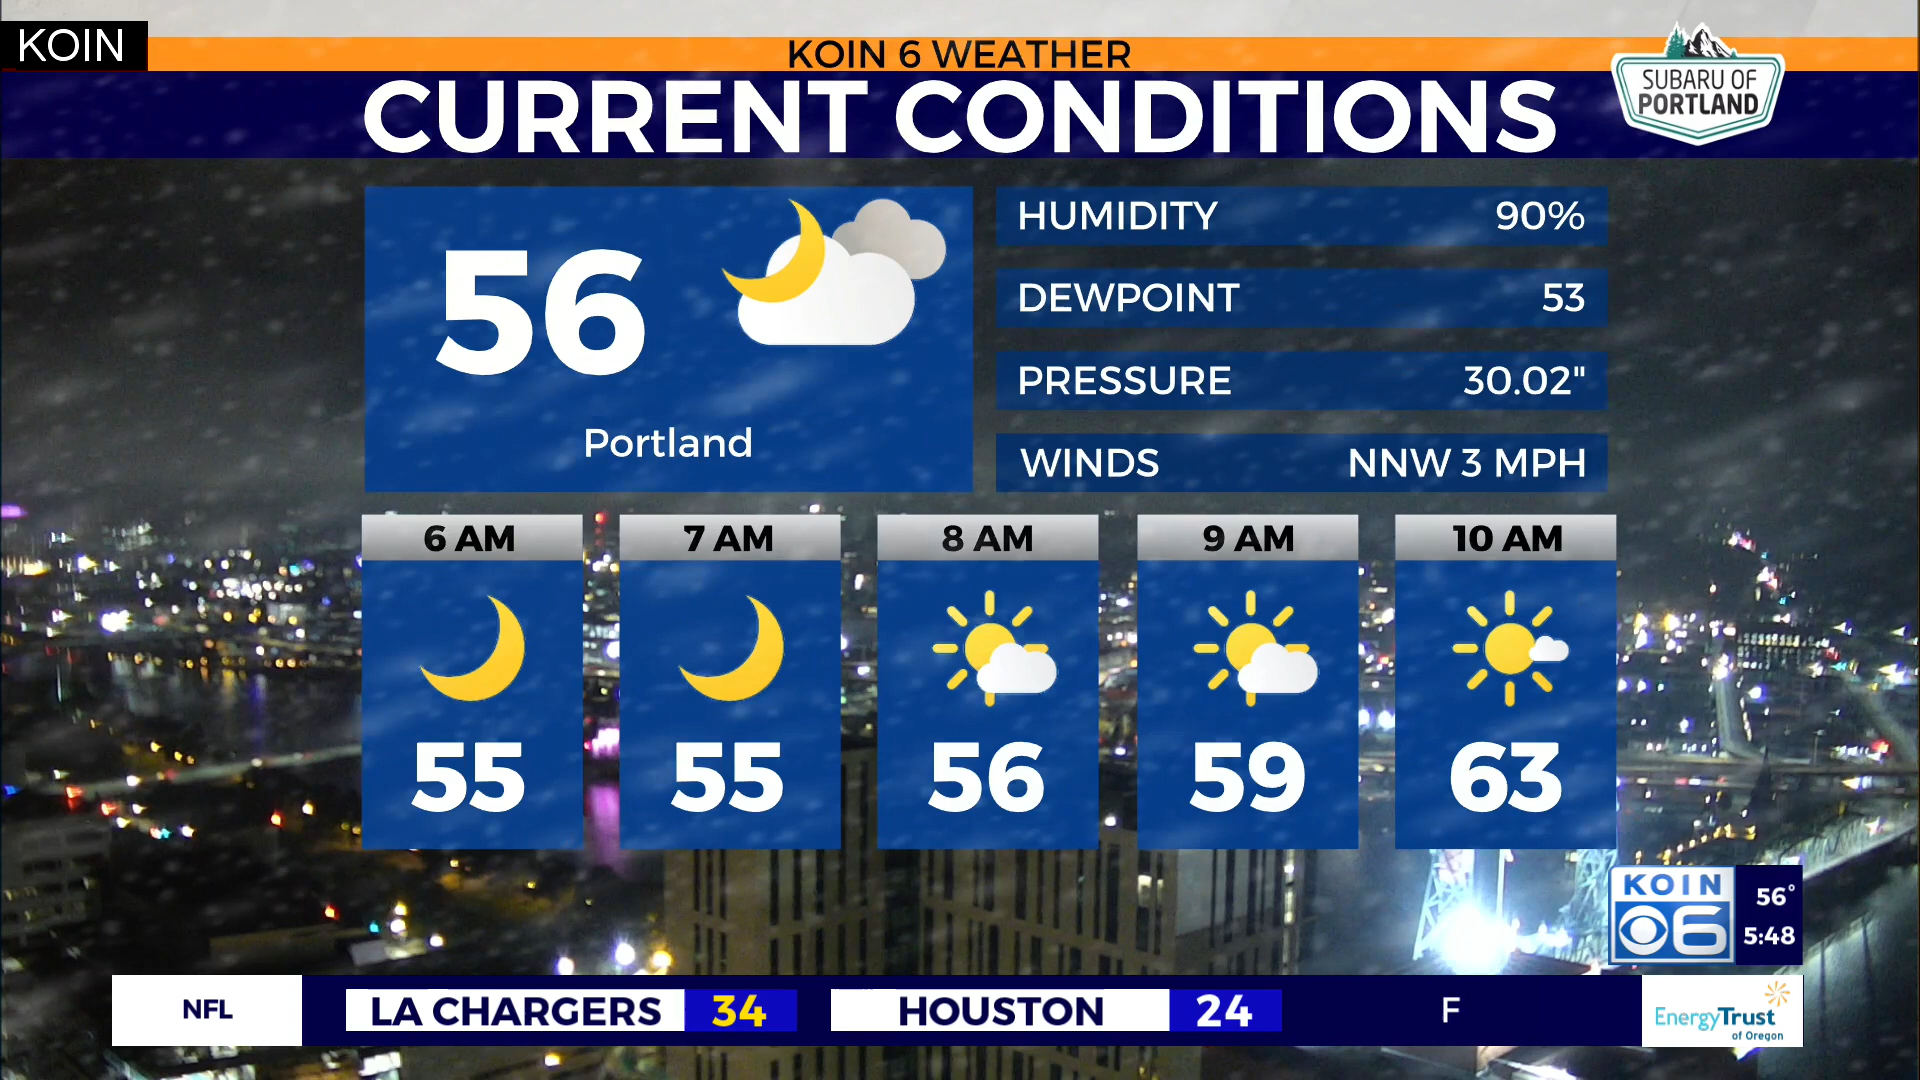 KOIN
KOIN 6 WEATHER
CURRENT CONDITIONS
SUBARU OF
PORTLAND
56
Portland
HUMIDITY 90%
DEWPOINT 53
PRESSURE 30.02"
WINDS NNW 3 MPH
6 AM 7 AM 8 AM 9 AM 10 AM
55 55 56 59 63
KOIN
6
56°
5:48
NFL LA CHARGERS 34 HOUSTON 24 F
EnergyTrust
of Oregon